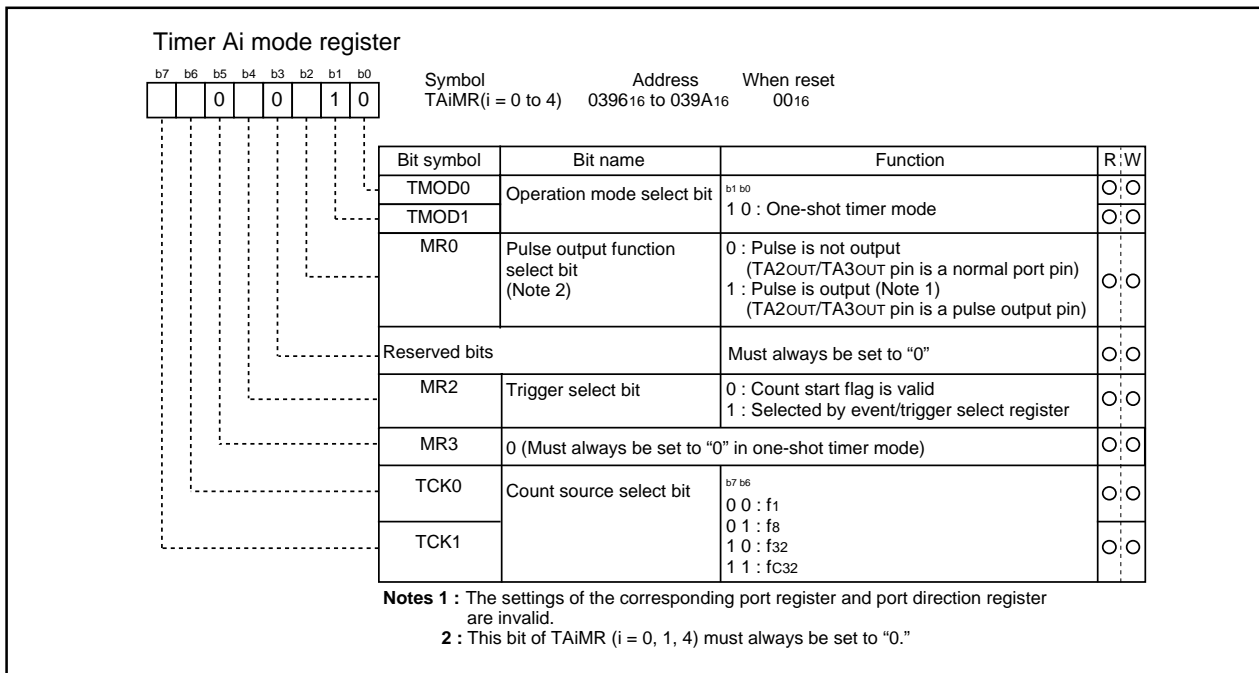 Timer Ai mode register
b7 b6 b5 b4 b3 b2 b1 b0
0 0 1 0
Symbol Address When reset
TAiMR(i = 0 to 4) 039616 to 039A16 0016
Bit symbol Bit name Function R W
TMOD0 Operation mode select bit b1 b0
TMOD1 1 0 : One-shot timer mode
MR0 Pulse output function 0 : Pulse is not output
select bit (TA2OUT/TA3OUT pin is a normal port pin)
(Note 2) 1 : Pulse is output (Note 1)
(TA2OUT/TA3OUT pin is a pulse output pin)
Reserved bits Must always be set to “0”
MR2 Trigger select bit 0 : Count start flag is valid
1 : Selected by event/trigger select register
MR3 0 (Must always be set to “0” in one-shot timer mode)
TCK0 Count source select bit b7 b6
0 0 : f1
0 1 : f8
TCK1 1 0 : f32
1 1 : fC32
Notes 1 : The settings of the corresponding port register and port direction register
are invalid.
2 : This bit of TAiMR (i = 0, 1, 4) must always be set to “0.”